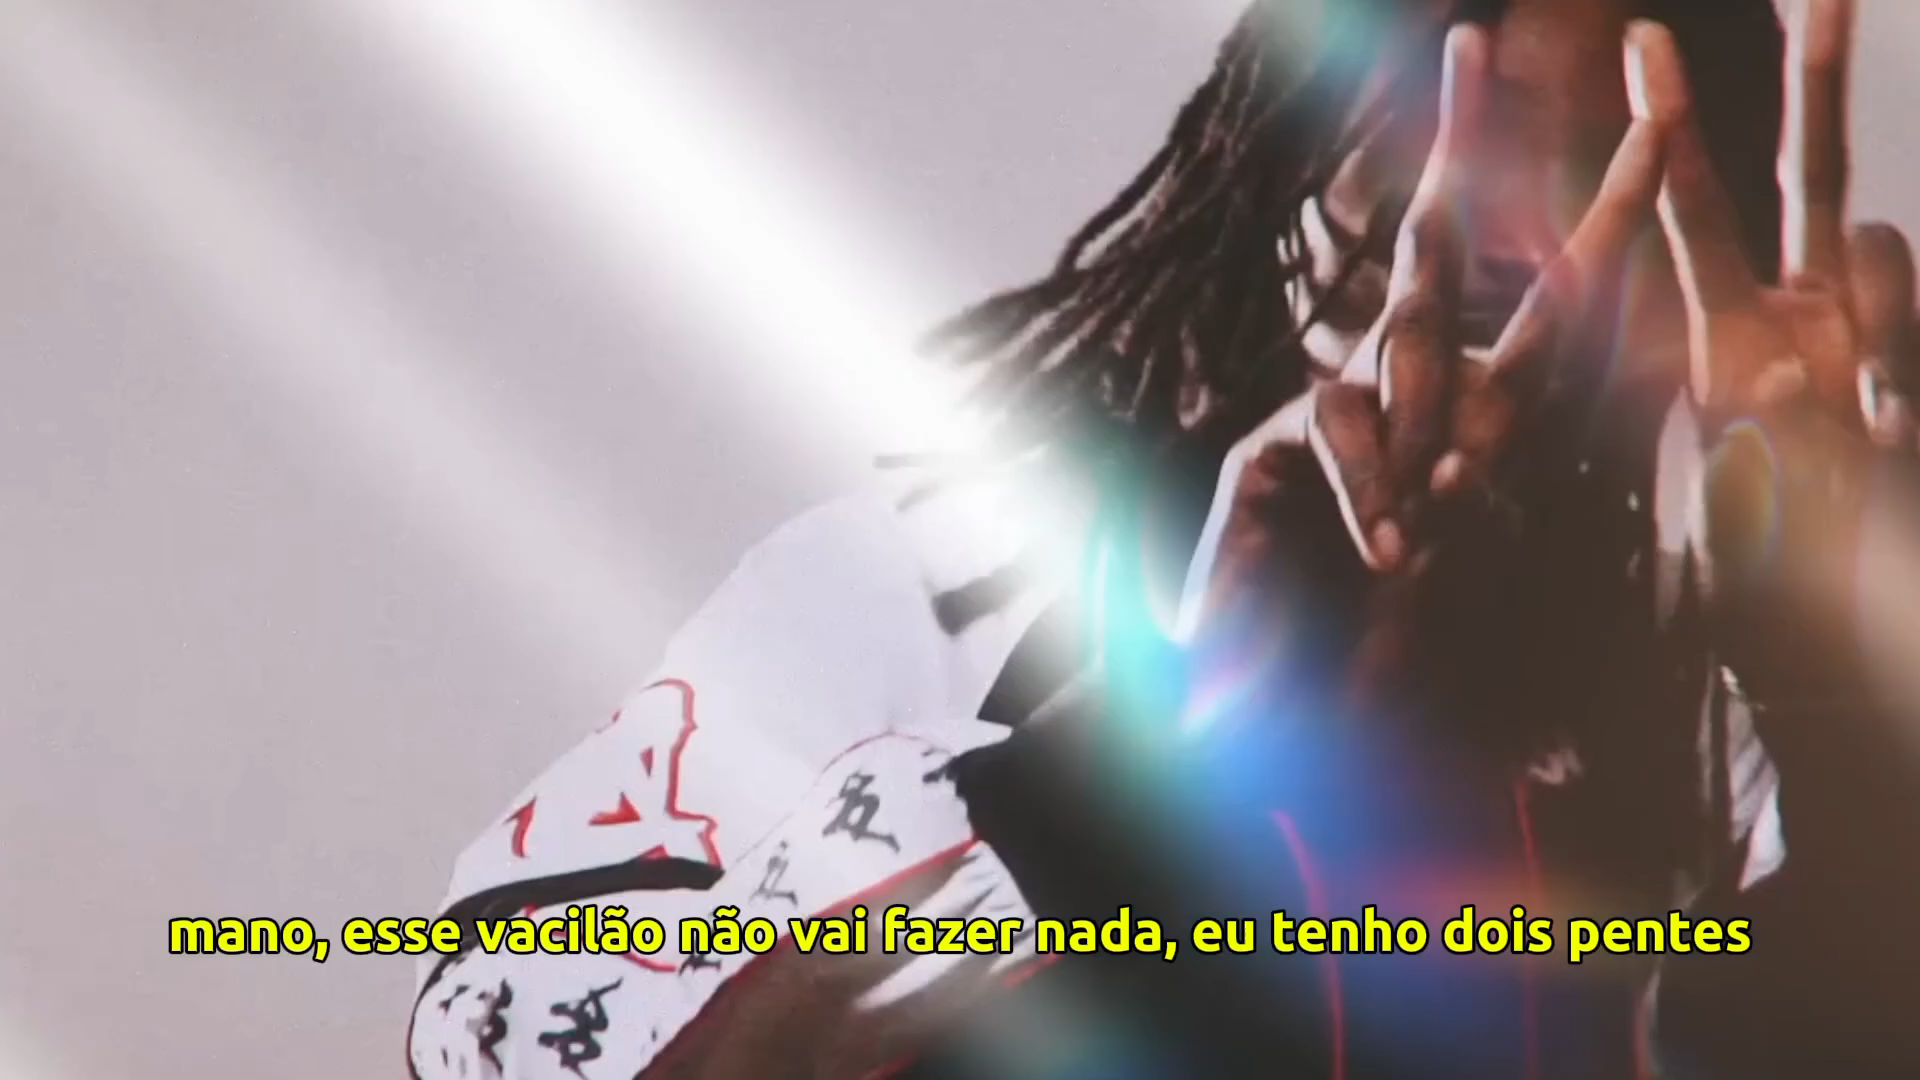 mano, esse vacilão não vai fazer nada, eu tenho dois pentes